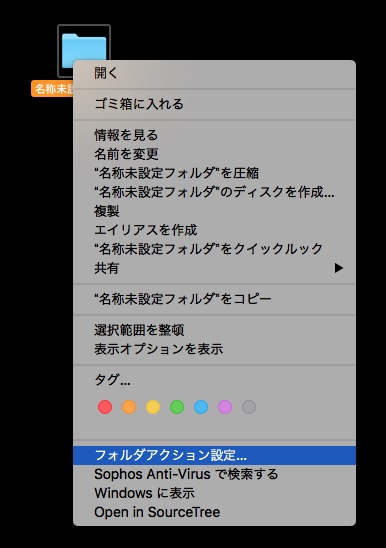 名称未設
開く
ゴミ箱に入れる
情報を見る
名前を変更
“名称未設定フォルダ”を圧縮
“名称未設定フォルダ”のディスクを作成...
複製
エイリアスを作成
“名称未設定フォルダ”をクイックルック
共有
“名称未設定フォルダ”をコピー
選択範囲を整頓
表示オプションを表示
タグ...
フォルダアクション設定...
Sophos Anti-Virus で検索する
Windows に表示
Open in SourceTree